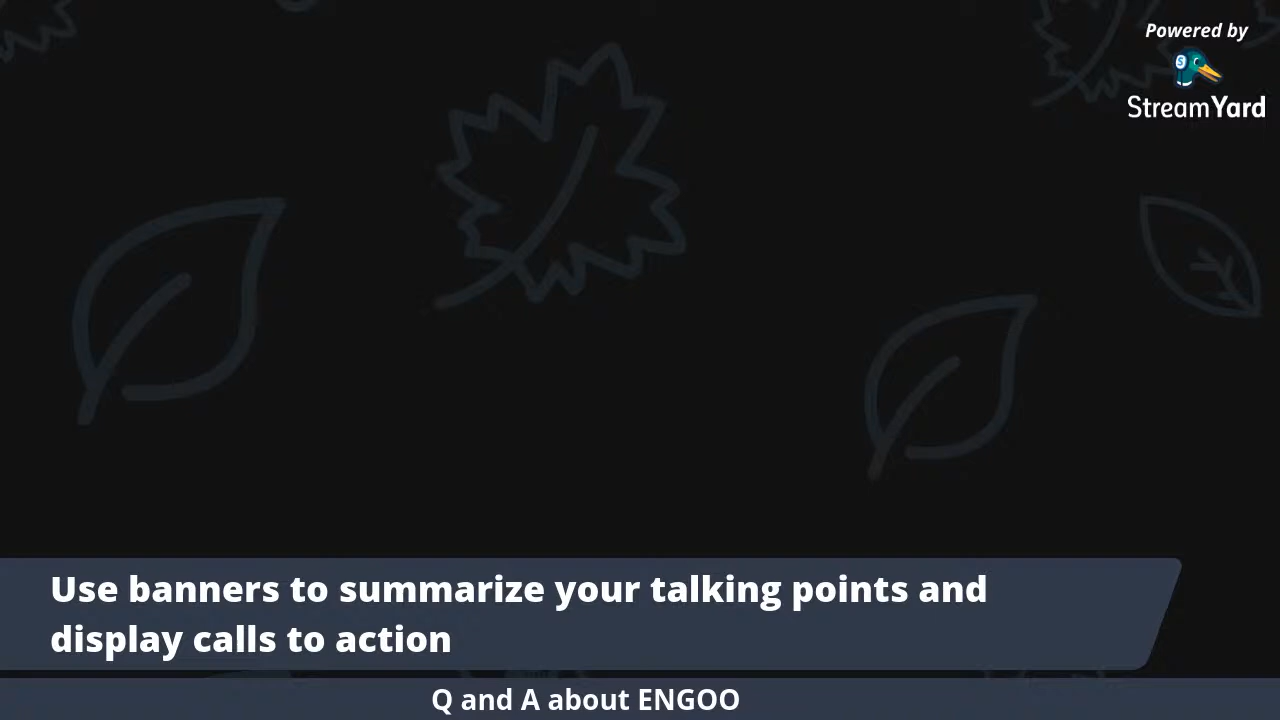 Powered by
S
StreamYard
Use banners to summarize your talking points and
display calls to action
Q and A about ENGOO